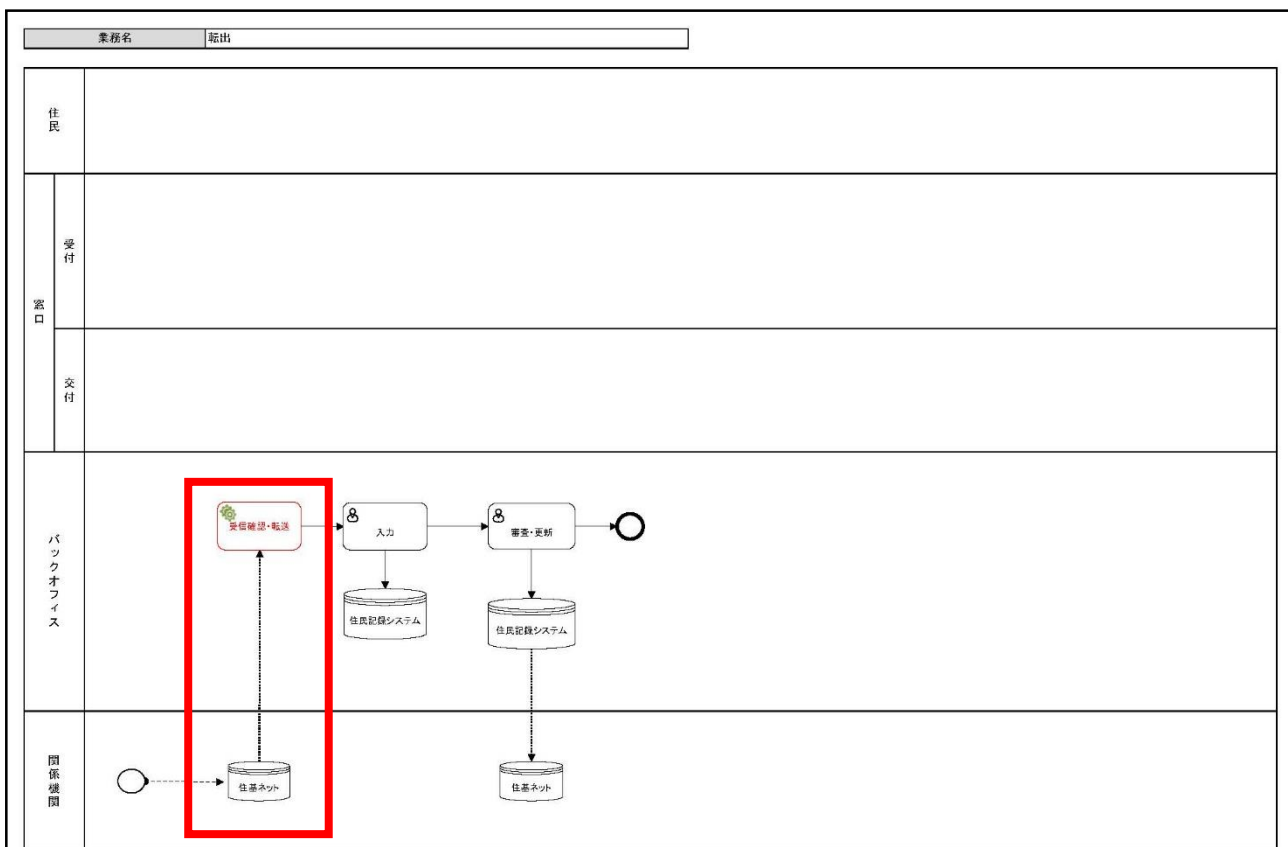 業務名 転出
住民
窓口
受付
交付
バックオフィス
受信確認・転送
入力
審査・更新
住民記録システム
住民記録システム
関係機関
住基ネット
住基ネット